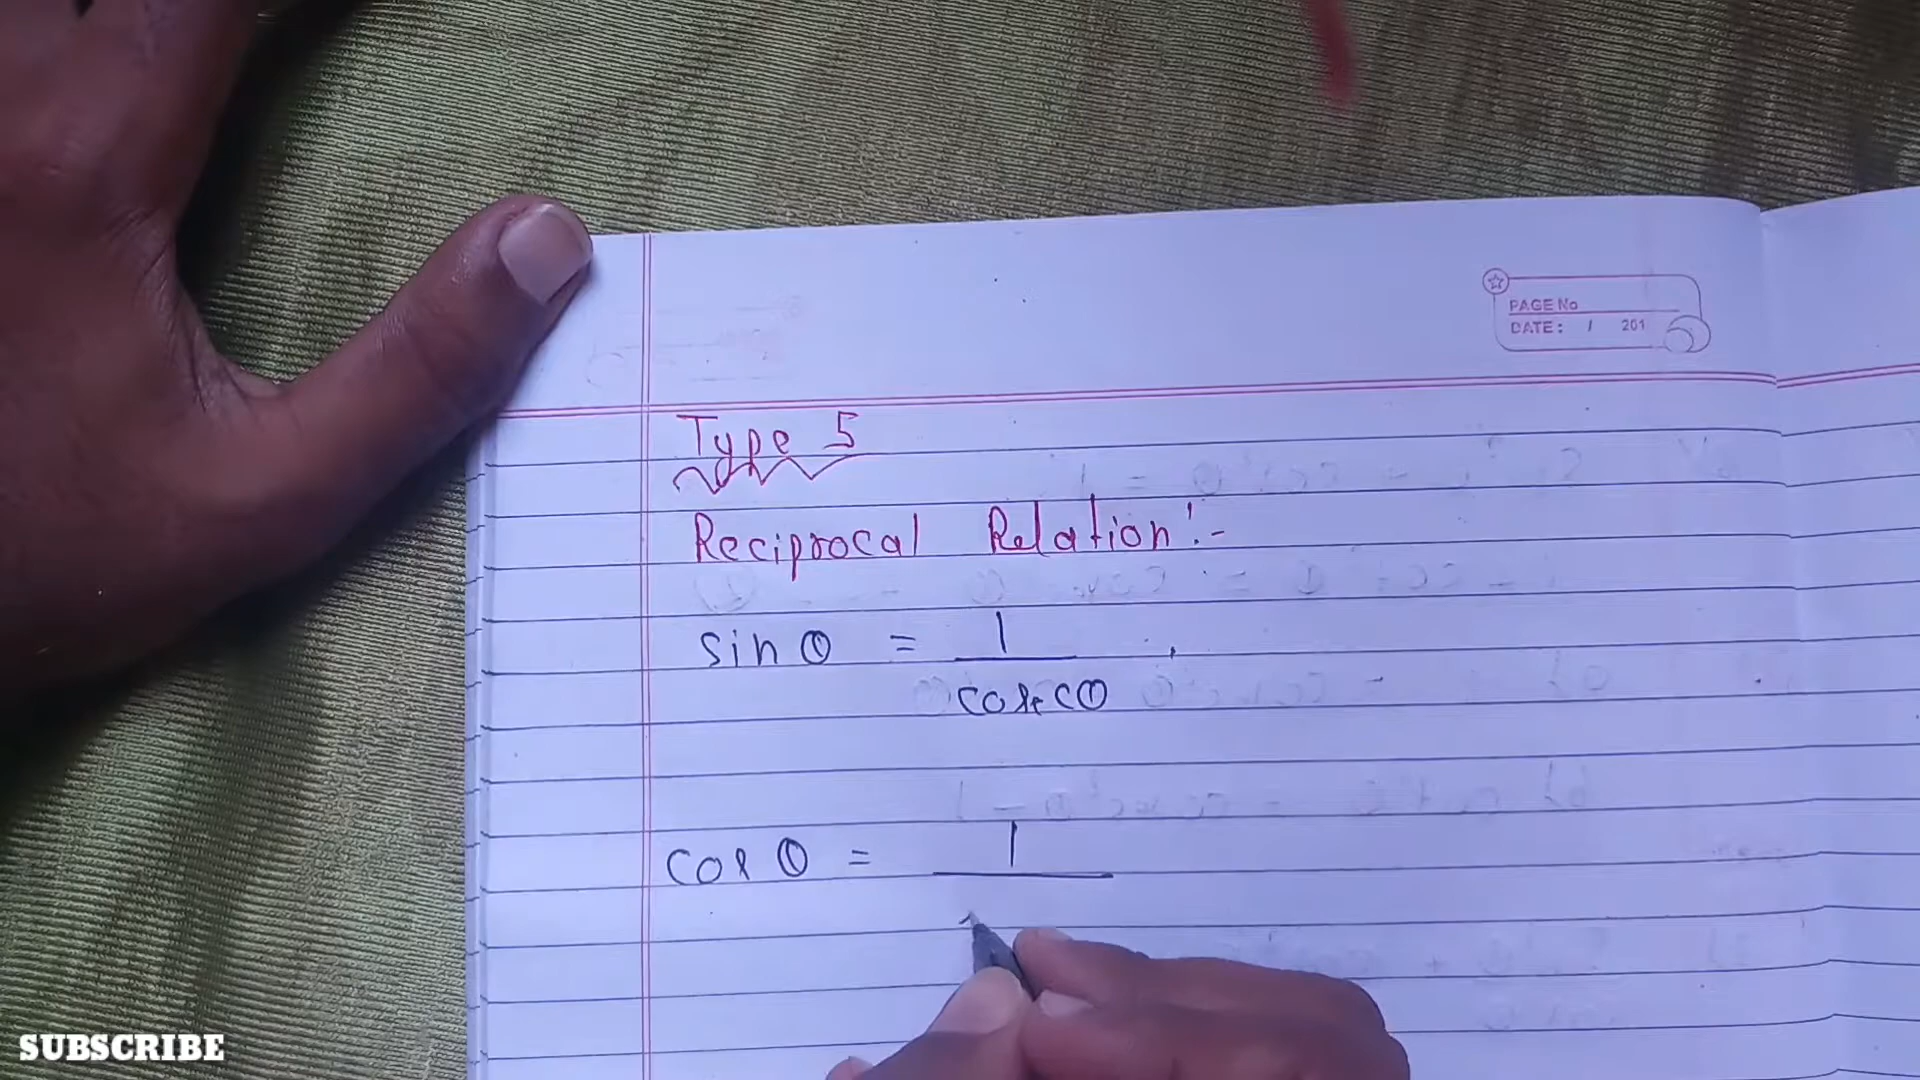 PAGE No
DATE: / 201
Type 5
Reciprocal Relation:-
sin θ = 1 / cosec θ ,
cos θ = 1 /
SUBSCRIBE